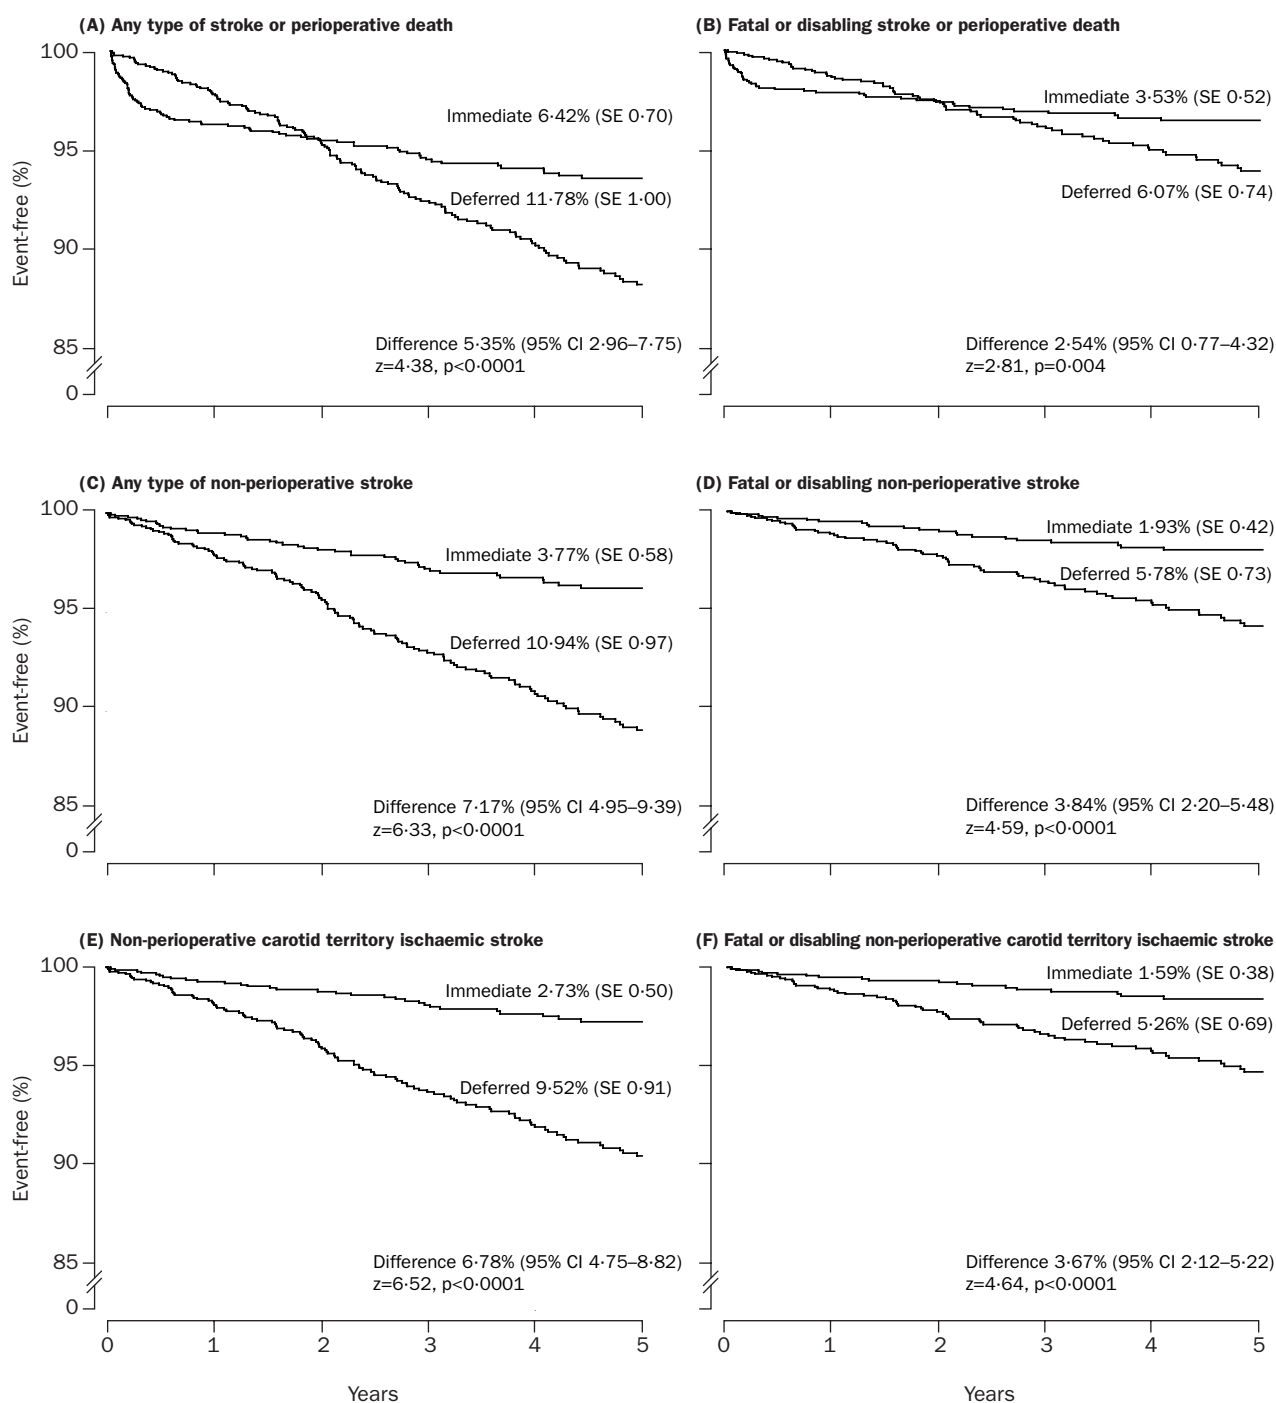 (A) Any type of stroke or perioperative death
100
95
90
85
0
Event-free (%)
Immediate 6·42% (SE 0·70)
Deferred 11·78% (SE 1·00)
Difference 5·35% (95% CI 2·96–7·75)
z=4·38, p<0·0001
(B) Fatal or disabling stroke or perioperative death
Immediate 3·53% (SE 0·52)
Deferred 6·07% (SE 0·74)
Difference 2·54% (95% CI 0·77–4·32)
z=2·81, p=0·004
(C) Any type of non-perioperative stroke
100
95
90
85
0
Event-free (%)
Immediate 3·77% (SE 0·58)
Deferred 10·94% (SE 0·97)
Difference 7·17% (95% CI 4·95–9·39)
z=6·33, p<0·0001
(D) Fatal or disabling non-perioperative stroke
Immediate 1·93% (SE 0·42)
Deferred 5·78% (SE 0·73)
Difference 3·84% (95% CI 2·20–5·48)
z=4·59, p<0·0001
(E) Non-perioperative carotid territory ischaemic stroke
100
95
90
85
0
Event-free (%)
Immediate 2·73% (SE 0·50)
Deferred 9·52% (SE 0·91)
Difference 6·78% (95% CI 4·75–8·82)
z=6·52, p<0·0001
0 1 2 3 4 5
Years
(F) Fatal or disabling non-perioperative carotid territory ischaemic stroke
Immediate 1·59% (SE 0·38)
Deferred 5·26% (SE 0·69)
Difference 3·67% (95% CI 2·12–5·22)
z=4·64, p<0·0001
0 1 2 3 4 5
Years